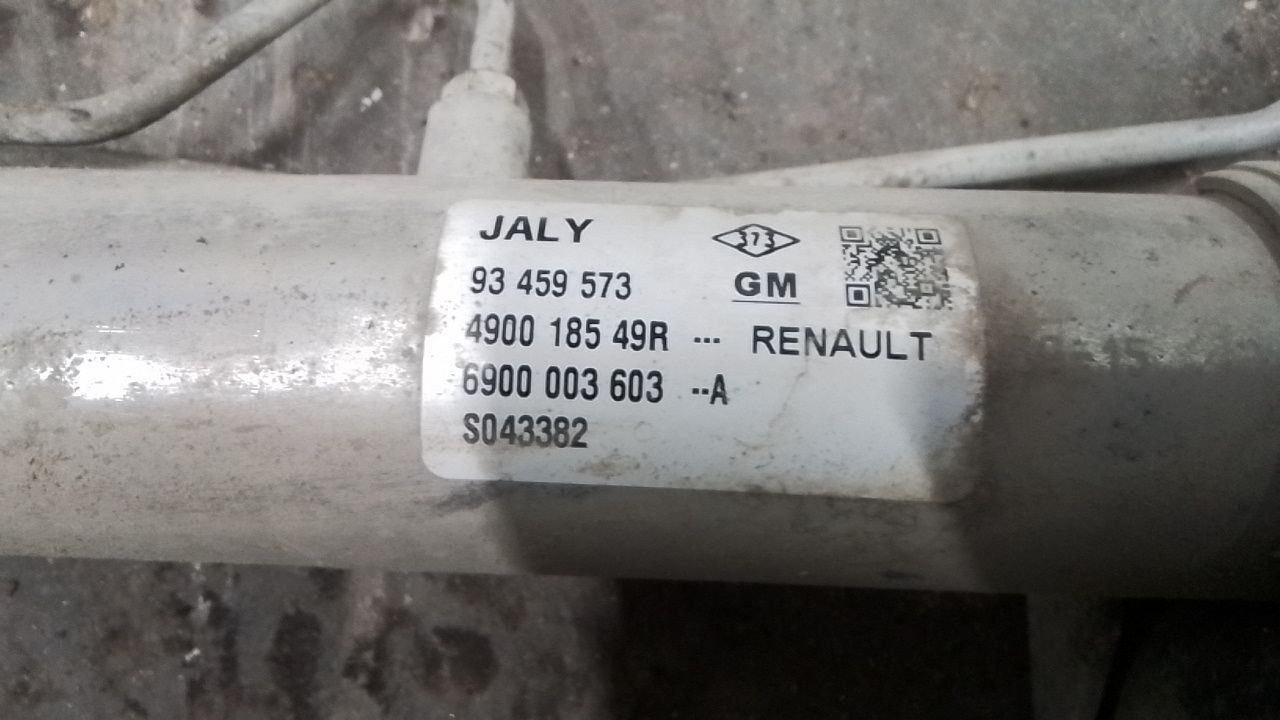 JALY
373
93 459 573
GM
4900 185 49R --- RENAULT
6900 003 603 --A
S043382